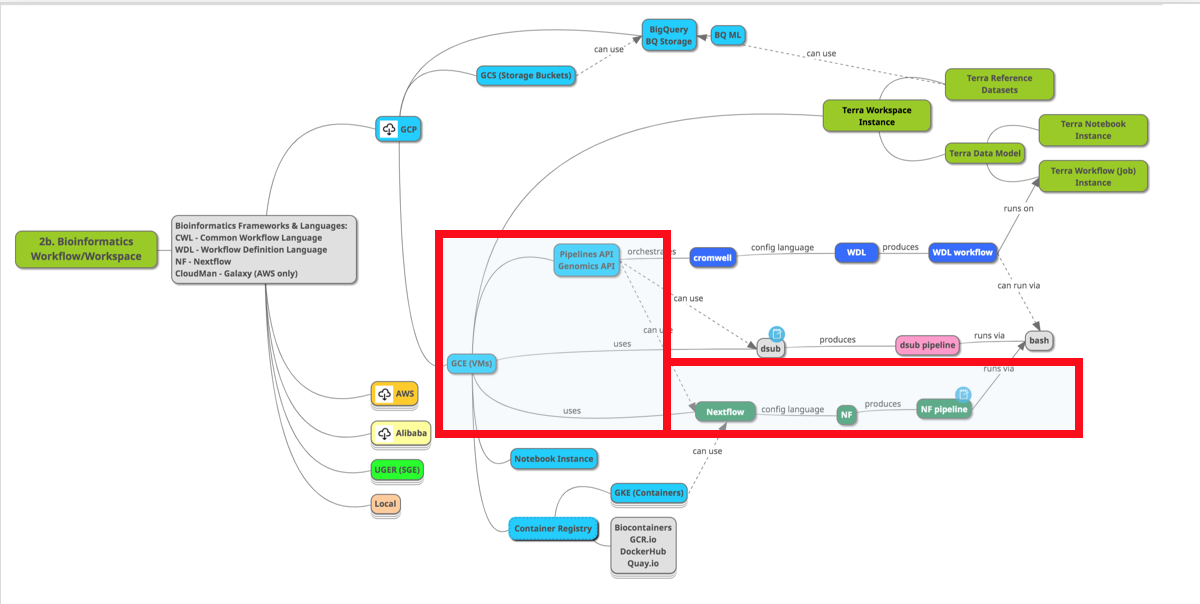 BigQuery
BQ Storage
BQ ML
can use
can use
GCS (Storage Buckets)
Terra Reference
Datasets
Terra Workspace
Instance
GCP
Terra Notebook
Instance
Terra Data Model
Terra Workflow (Job)
Instance
runs on
2b. Bioinformatics
Workflow/Workspace
Bioinformatics Frameworks & Languages:
CWL - Common Workflow Language
WDL - Workflow Definition Language
NF - Nextflow
CloudMan - Galaxy (AWS only)
Pipelines API
Genomics API
orchestrates
cromwell
config language
WDL
produces
WDL workflow
can run via
can use
can use
uses
dsub
produces
dsub pipeline
runs via
bash
GCE (VMs)
runs via
uses
Nextflow
config language
NF
produces
NF pipeline
AWS
Alibaba
UGER (SGE)
Local
can use
Notebook Instance
GKE (Containers)
Container Registry
Biocontainers
GCR.io
DockerHub
Quay.io